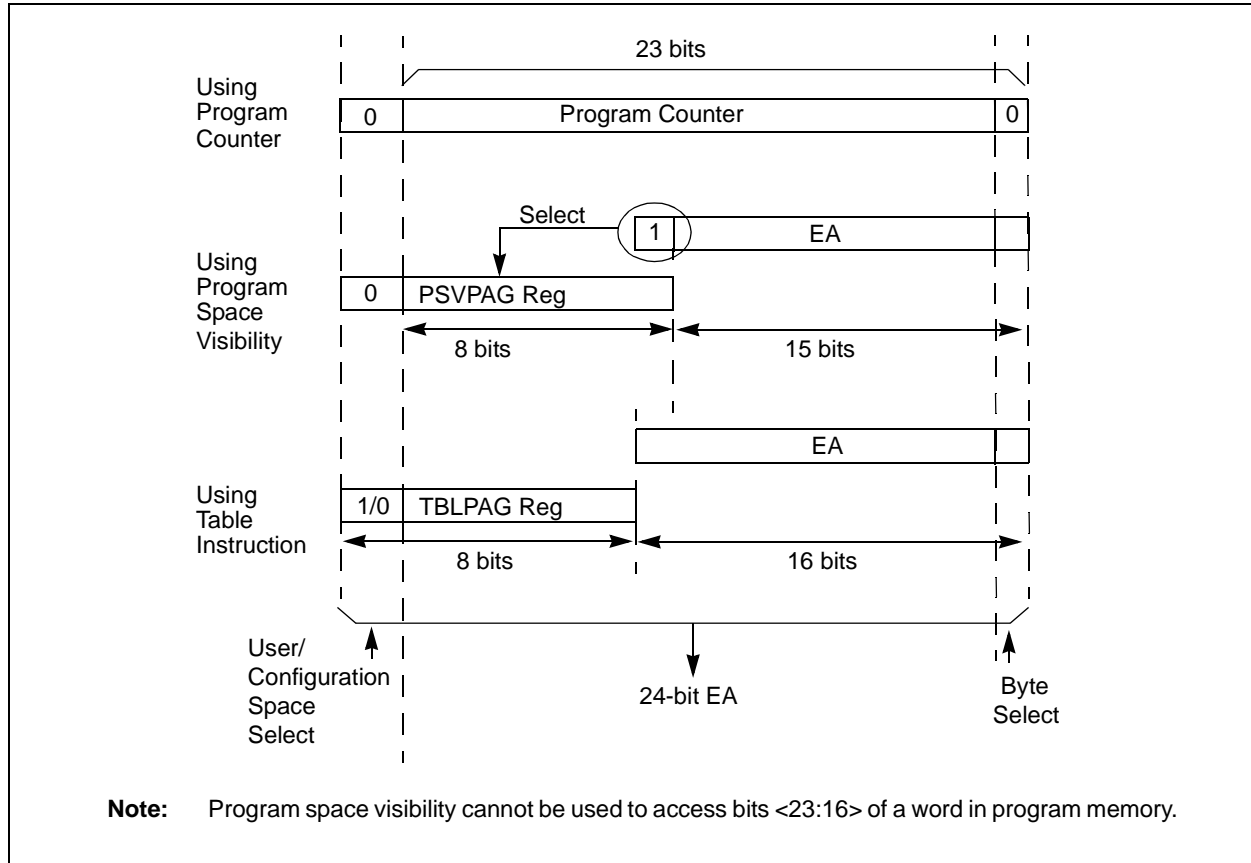 23 bits
Using
Program
Counter
0
Program Counter
0
Select
1
EA
Using
Program
Space
Visibility
0
PSVPAG Reg
8 bits
15 bits
EA
Using
Table
Instruction
1/0
TBLPAG Reg
8 bits
16 bits
User/
Configuration
Space
Select
24-bit EA
Byte
Select
Note: Program space visibility cannot be used to access bits <23:16> of a word in program memory.